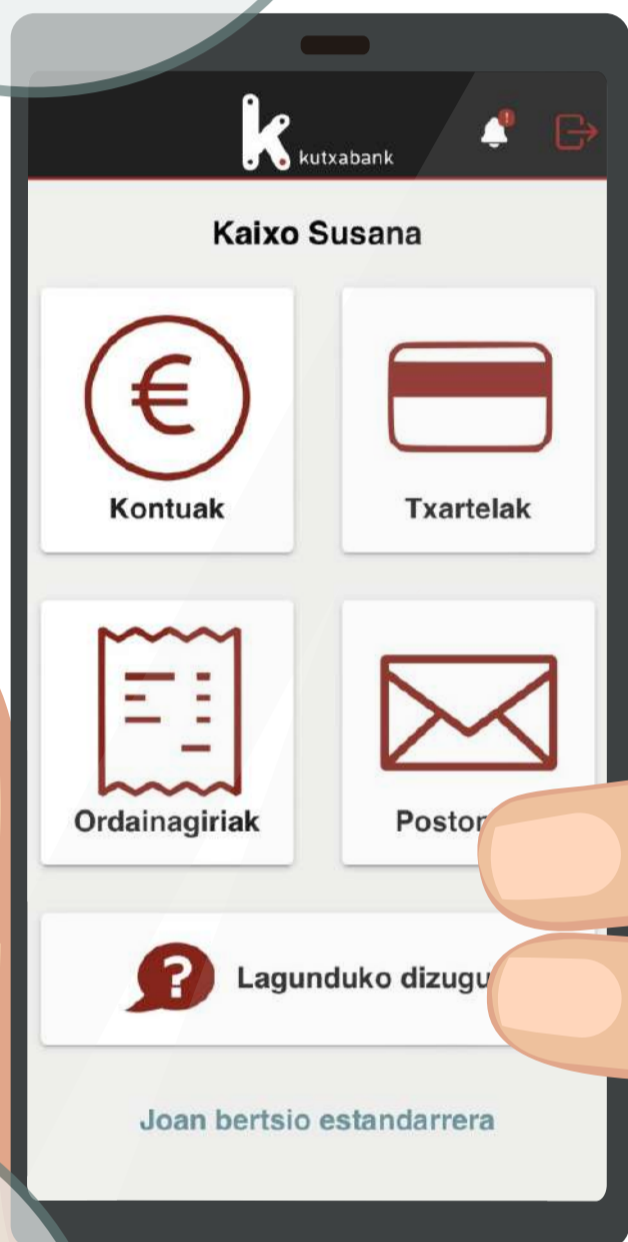 kutxabank
Kaixo Susana
€
Kontuak
Txartelak
Ordainagiriak
?
Lagunduko dizugu
Joan bertsio estandarrera